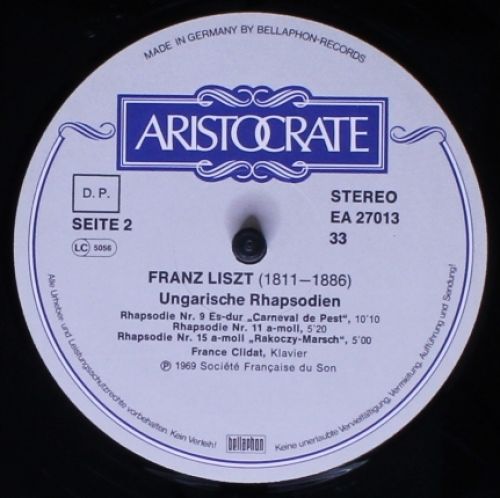 MADE IN GERMANY BY BELLAPHON-RECORDS
ARISTOCRATE
D. P.
SEITE 2
LC 5056
STEREO
EA 27013
33
FRANZ LISZT (1811—1886)
Ungarische Rhapsodien
Rhapsodie Nr. 9 Es-dur „Carneval de Pest“, 10'10
Rhapsodie Nr. 11 a-moll, 5'20
Rhapsodie Nr. 15 a-moll „Rakoczy-Marsch“, 5'00
France Clidat, Klavier
Ⓟ 1969 Société Française du Son
bellaphon
Alle Urheber- und Leistungsschutzrechte vorbehalten. Kein Verleih!
Keine unerlaubte Vervielfältigung, Vermietung, Aufführung und Sendung!